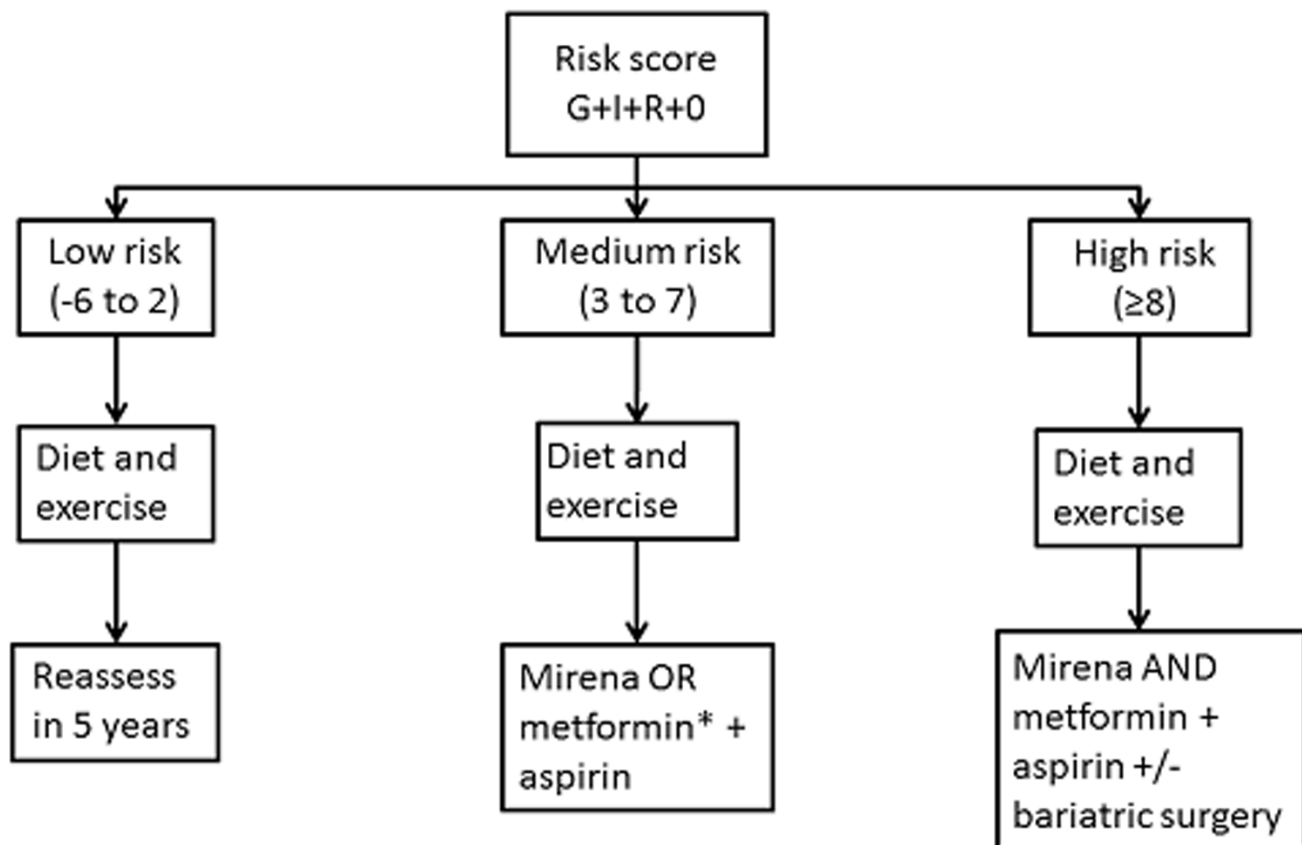 Risk score
G+I+R+0
Low risk
(-6 to 2)
Medium risk
(3 to 7)
High risk
(≥8)
Diet and
exercise
Diet and
exercise
Diet and
exercise
Reassess
in 5 years
Mirena OR
metformin* +
aspirin
Mirena AND
metformin +
aspirin +/-
bariatric surgery